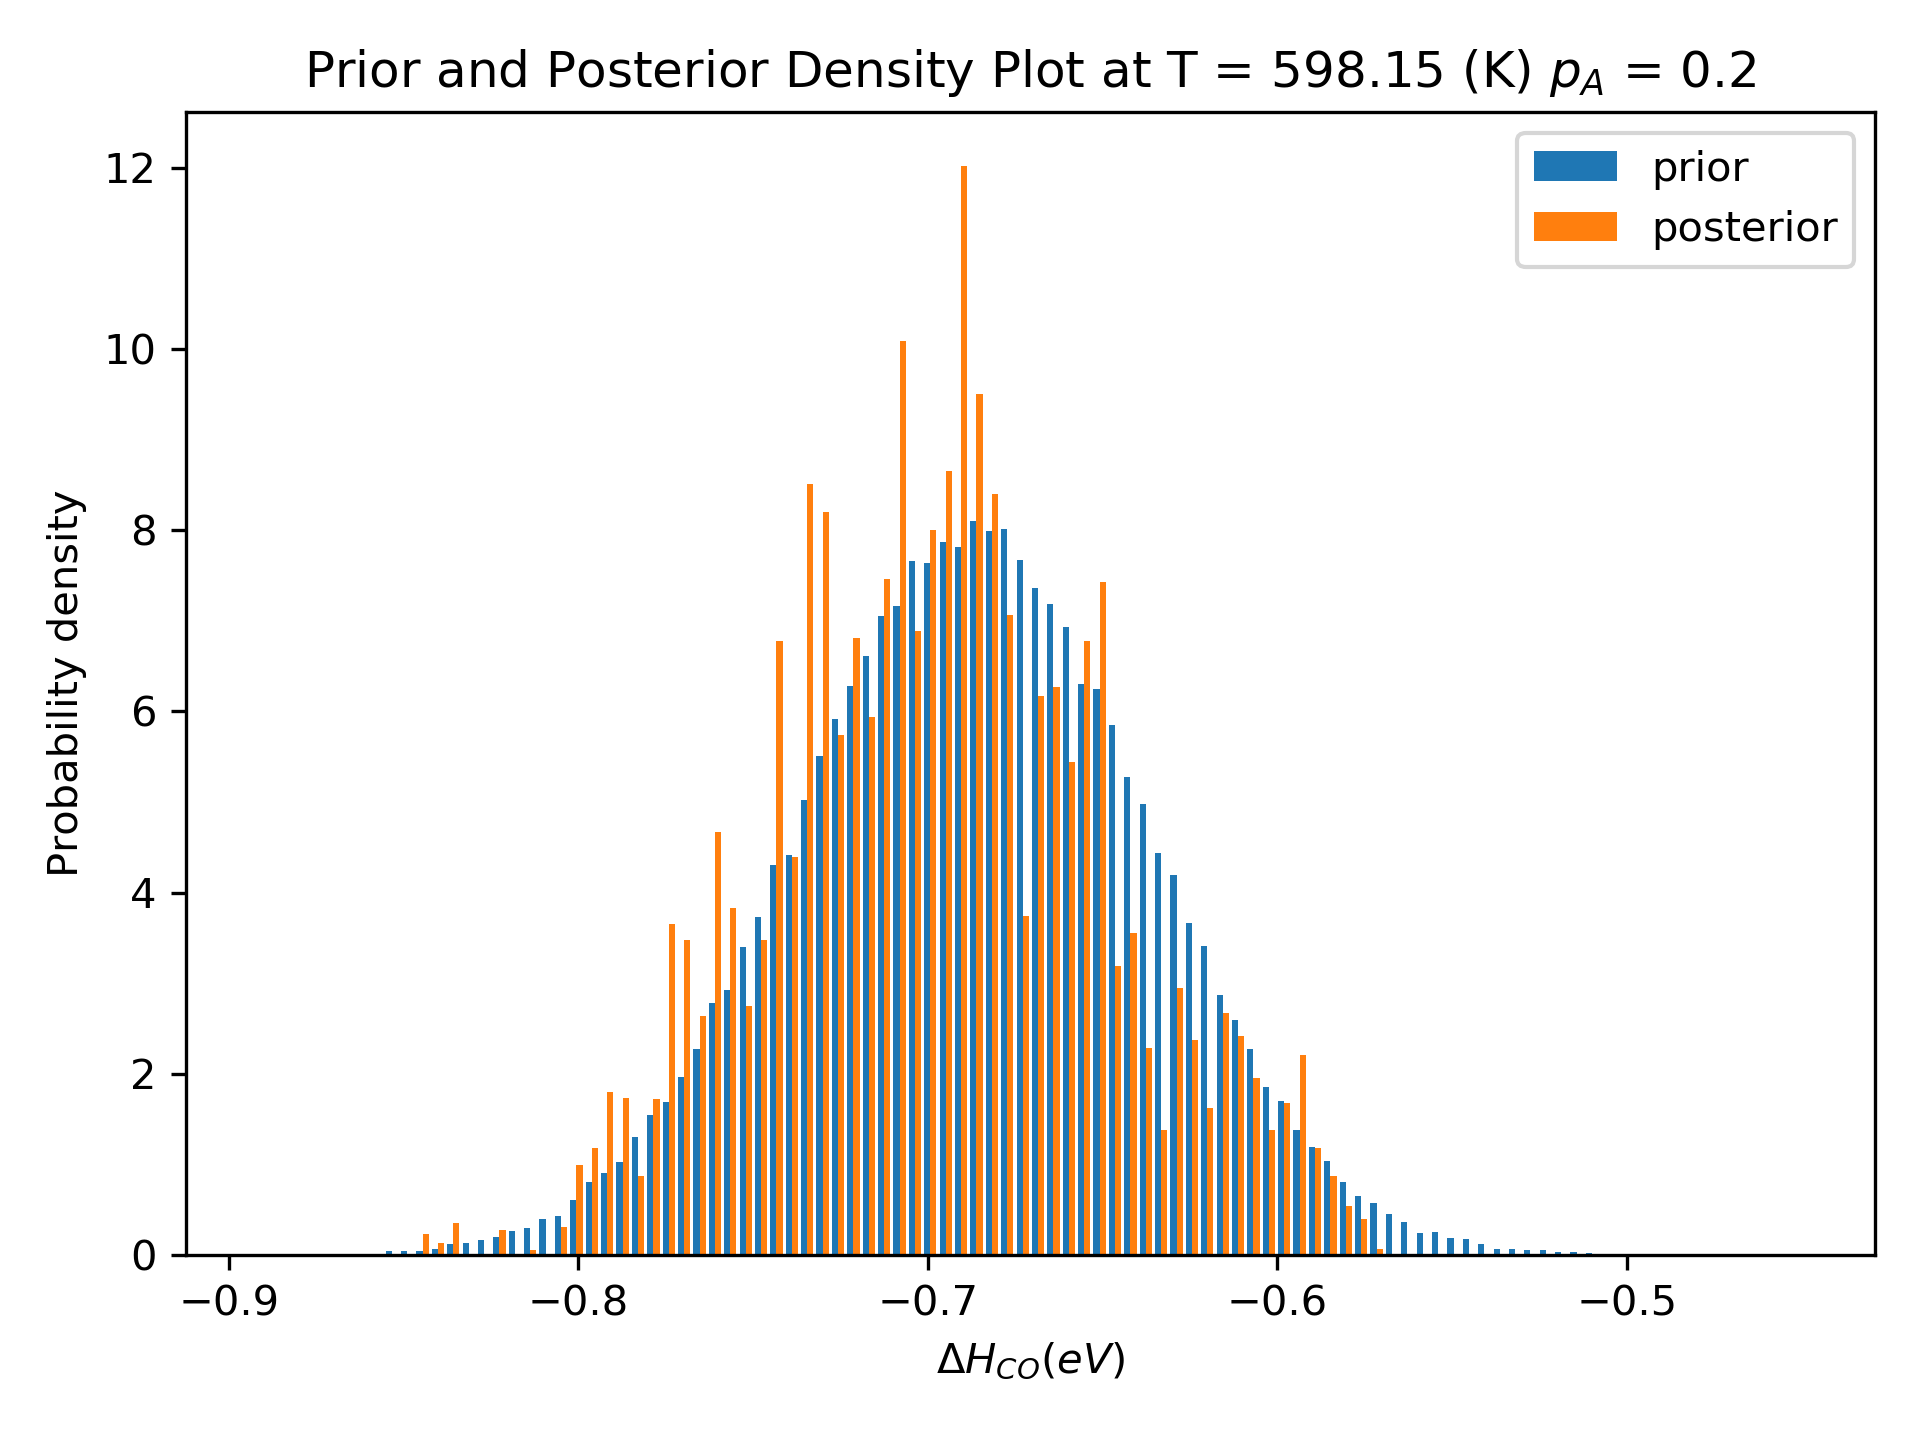 Prior and Posterior Density Plot at T = 598.15 (K) p_A = 0.2
prior
posterior
Probability density
12
10
8
6
4
2
0
−0.9 −0.8 −0.7 −0.6 −0.5
ΔH_CO(eV)